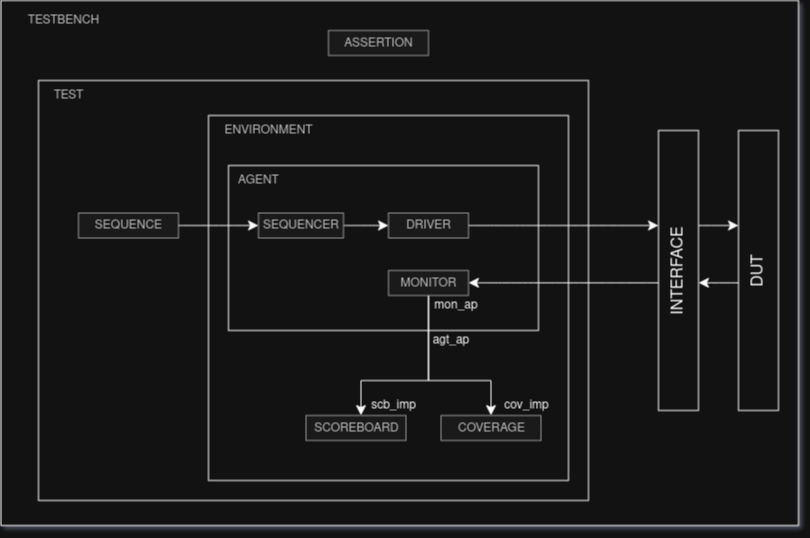 TESTBENCH
ASSERTION
TEST
ENVIRONMENT
AGENT
SEQUENCE
SEQUENCER
DRIVER
MONITOR
mon_ap
agt_ap
scb_imp
cov_imp
SCOREBOARD
COVERAGE
INTERFACE
DUT